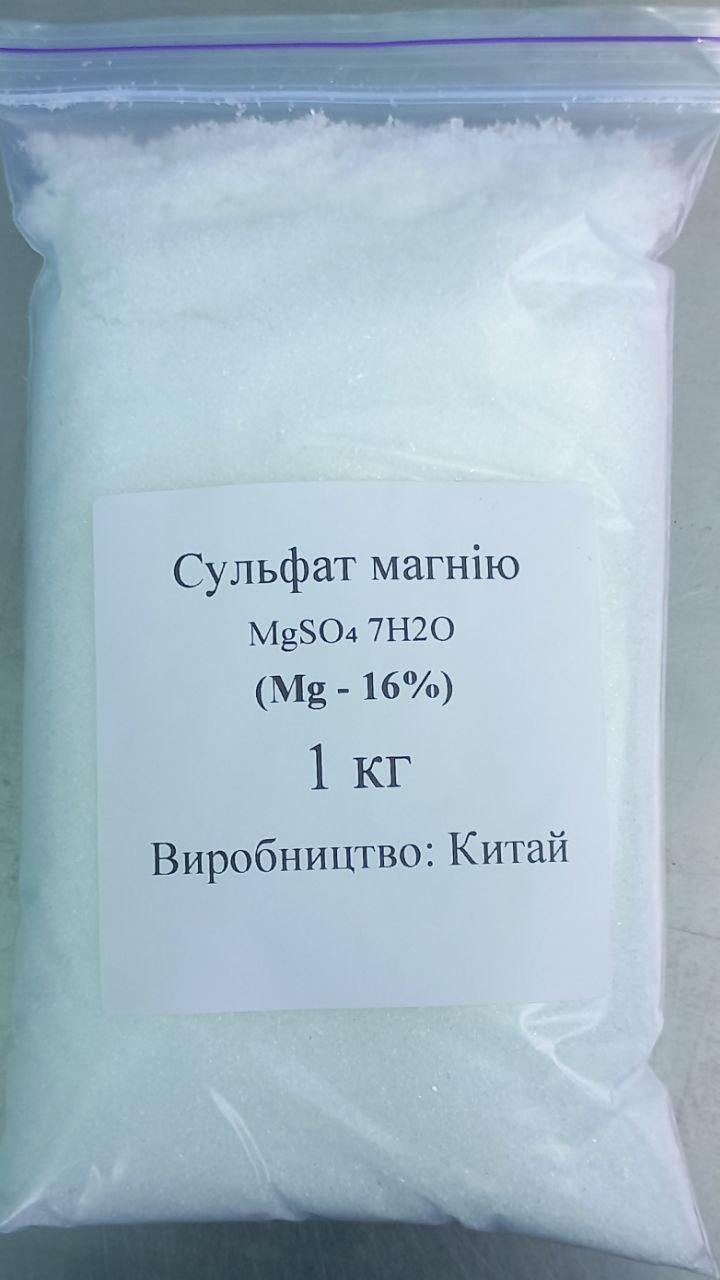 Сульфат магнію
MgSO₄ 7H2O
(Mg - 16%)
1 кг
Виробництво: Китай